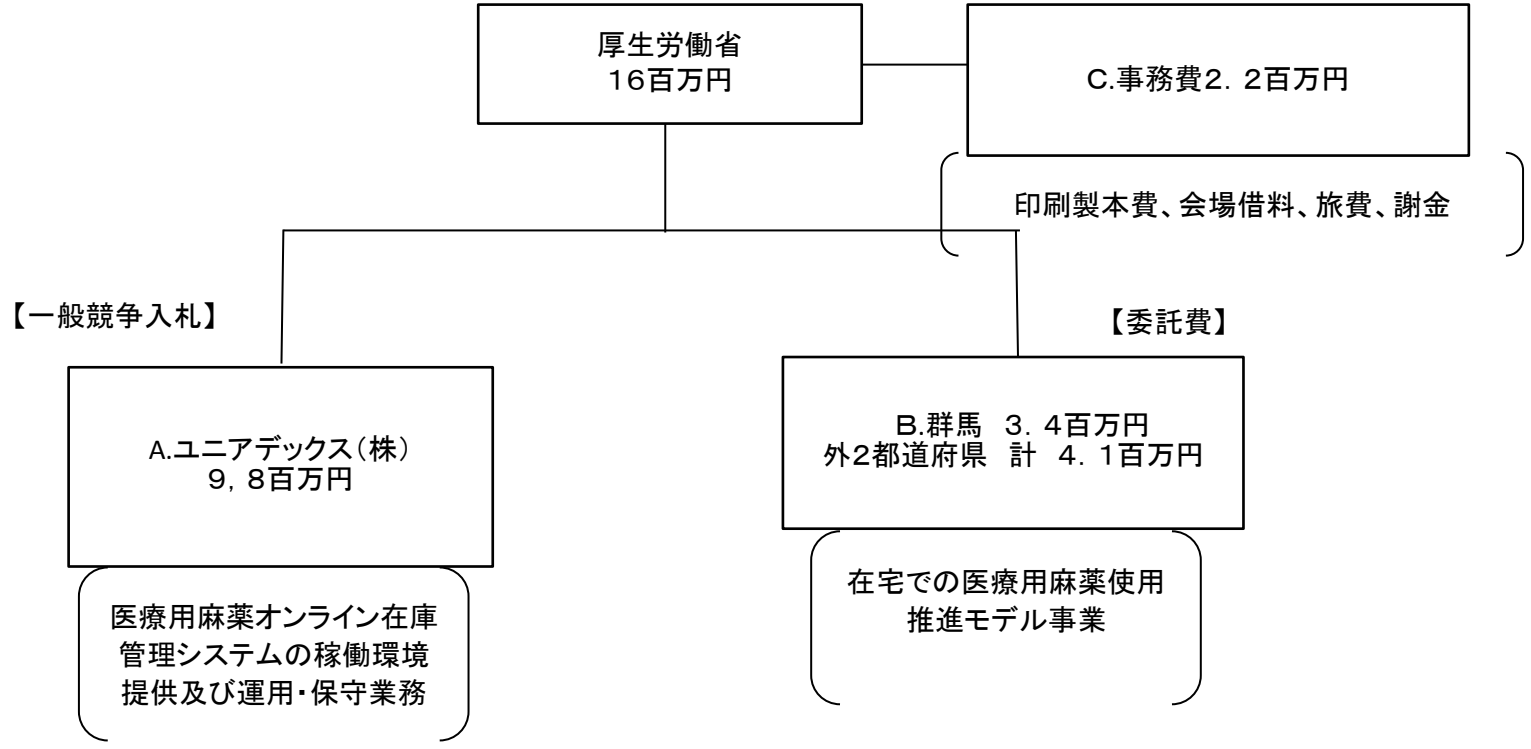 厚生労働省
16百万円
C.事務費2．2百万円
印刷製本費、会場借料、旅費、謝金
【一般競争入札】
【委託費】
A.ユニアデックス（株）
9，8百万円
B.群馬　3．4百万円
外2都道府県　計　4．1百万円
医療用麻薬オンライン在庫
管理システムの稼働環境
提供及び運用・保守業務
在宅での医療用麻薬使用
推進モデル事業